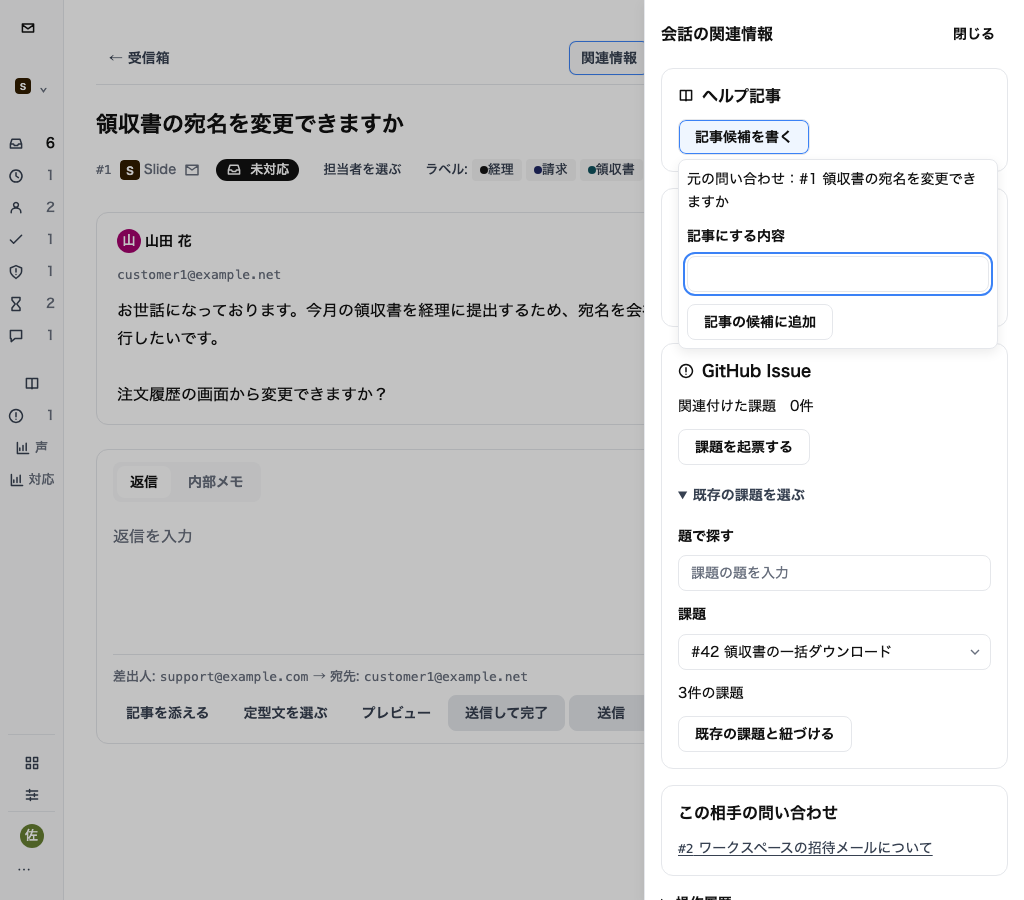 S
6
1
2
1
1
2
1
1
声
対応
佐
…
← 受信箱
関連情報
領収書の宛名を変更できますか
#1 S Slide 未対応 担当者を選ぶ ラベル: 経理 請求 領収書
山 山田 花
customer1@example.net
お世話になっております。今月の領収書を経理に提出するため、宛名を会
行したいです。
注文履歴の画面から変更できますか？
返信 内部メモ
返信を入力
差出人: support@example.com → 宛先: customer1@example.net
記事を添える 定型文を選ぶ プレビュー 送信して完了 送信
会話の関連情報 閉じる
ヘルプ記事
記事候補を書く
元の問い合わせ：#1 領収書の宛名を変更でき
ますか
記事にする内容
記事の候補に追加
GitHub Issue
関連付けた課題 0件
課題を起票する
▼ 既存の課題を選ぶ
題で探す
課題の題を入力
課題
#42 領収書の一括ダウンロード
3件の課題
既存の課題と紐づける
この相手の問い合わせ
#2 ワークスペースの招待メールについて